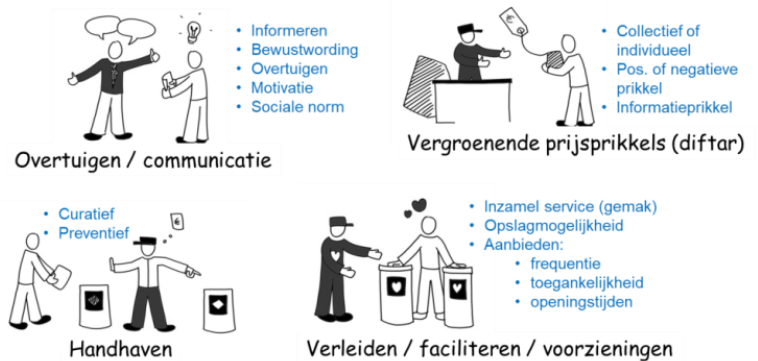 • Informeren
• Bewustwording
• Overtuigen
• Motivatie
• Sociale norm
Overtuigen / communicatie
€
• Collectief of
individueel
• Pos. of negatieve
prikkel
• Informatieprikkel
Vergroenende prijsprikkels (diftar)
• Curatief
• Preventief
€
Handhaven
• Inzamel service (gemak)
• Opslagmogelijkheid
• Aanbieden:
• frequentie
• toegankelijkheid
• openingstijden
Verleiden / faciliteren / voorzieningen